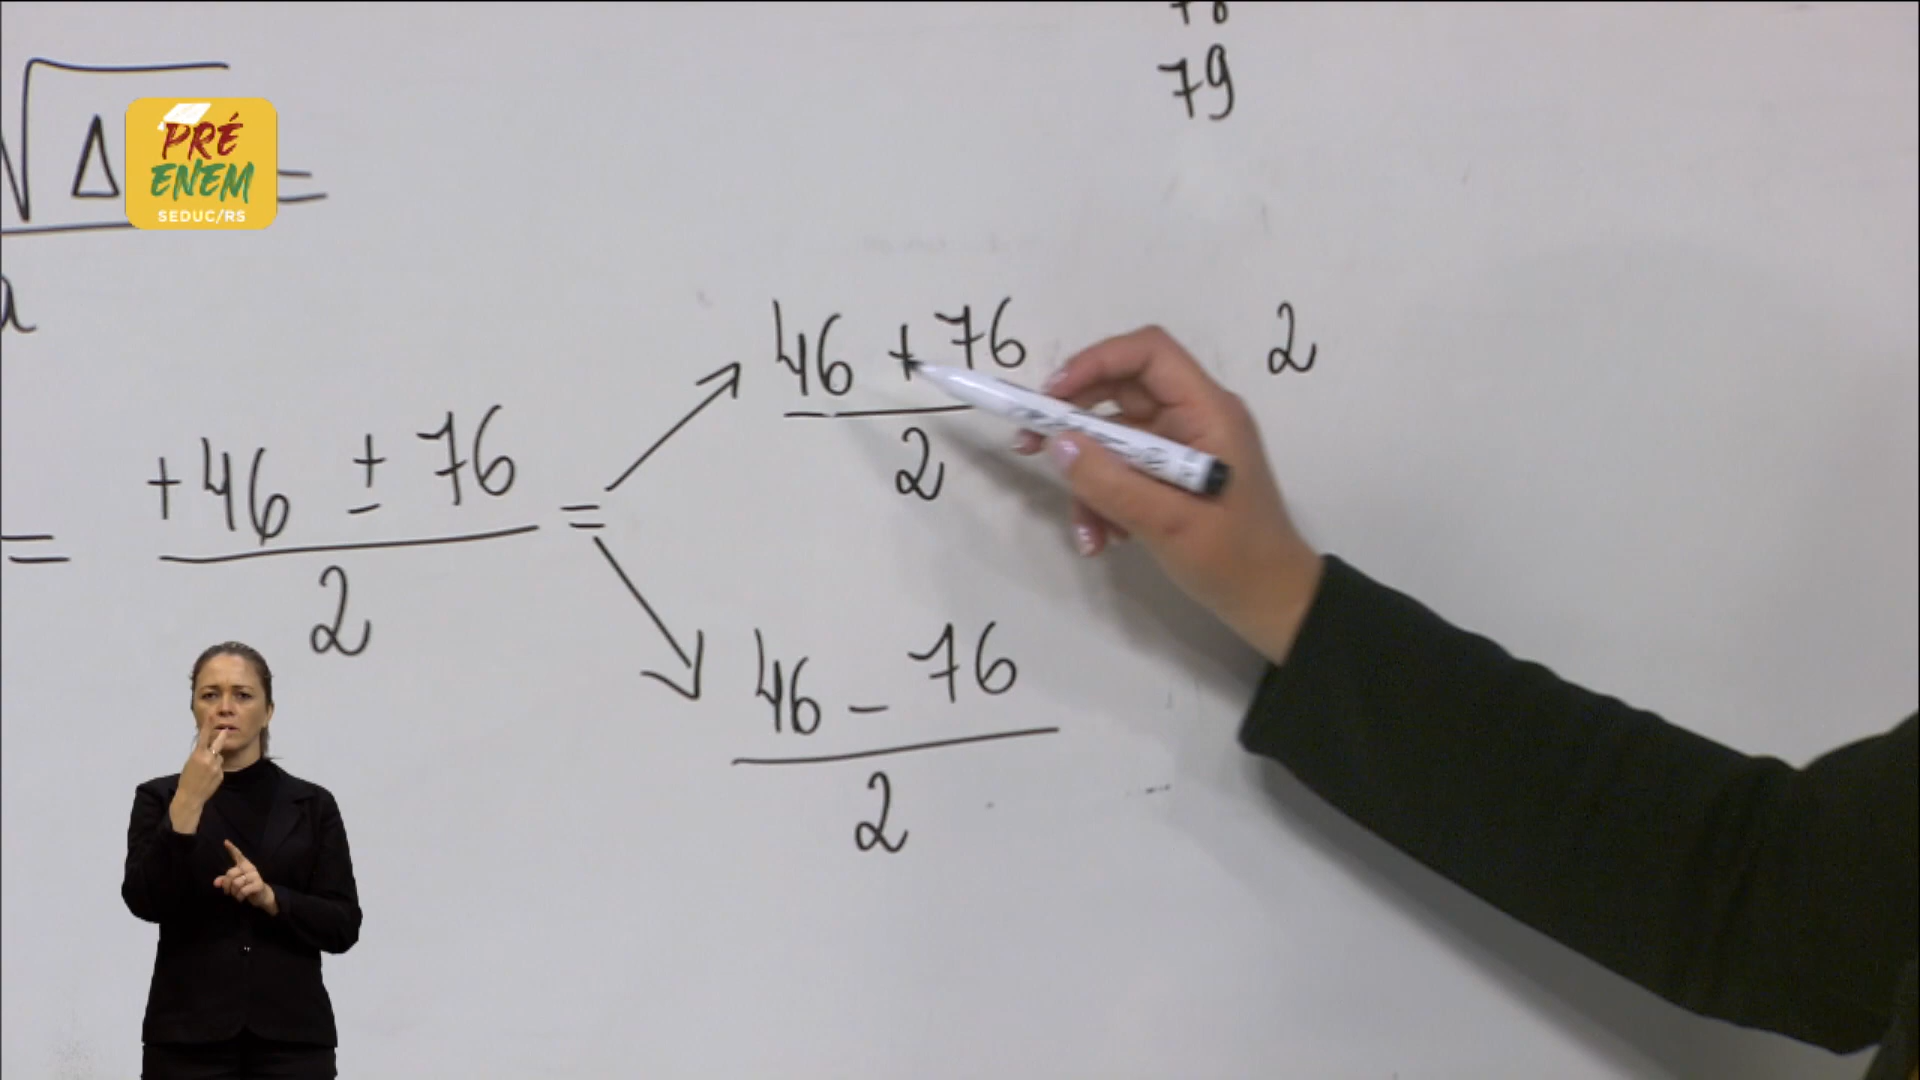 79
√Δ =
PRÉ
ENEM
SEDUC/RS
a
46 + 76
2
2
= +46 ± 76 =
2
46 - 76
2